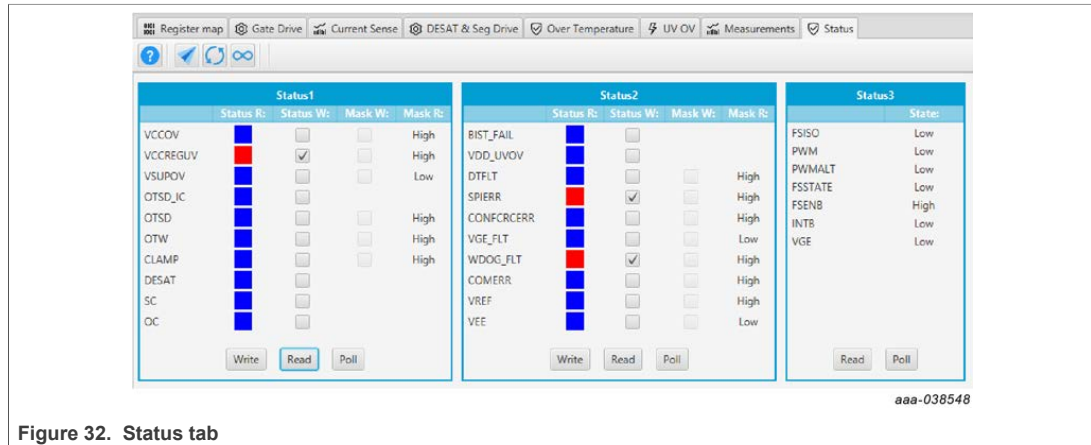 Register map Gate Drive Current Sense DESAT & Seg Drive Over Temperature UV OV Measurements Status
Status1
Status R: Status W: Mask W: Mask R:
VCCOV High
VCCREGUV High
VSUPOV Low
OTSD_IC
OTSD High
OTW High
CLAMP High
DESAT
SC
OC
Write Read Poll
Status2
Status R: Status W: Mask W: Mask R:
BIST_FAIL
VDD_UVOV
DTFLT High
SPIERR High
CONFCRCERR High
VGE_FLT Low
WDOG_FLT High
COMERR High
VREF High
VEE Low
Write Read Poll
Status3
State:
FSISO Low
PWM Low
PWMALT Low
FSSTATE Low
FSENB High
INTB Low
VGE Low
Read Poll
aaa-038548
Figure 32. Status tab